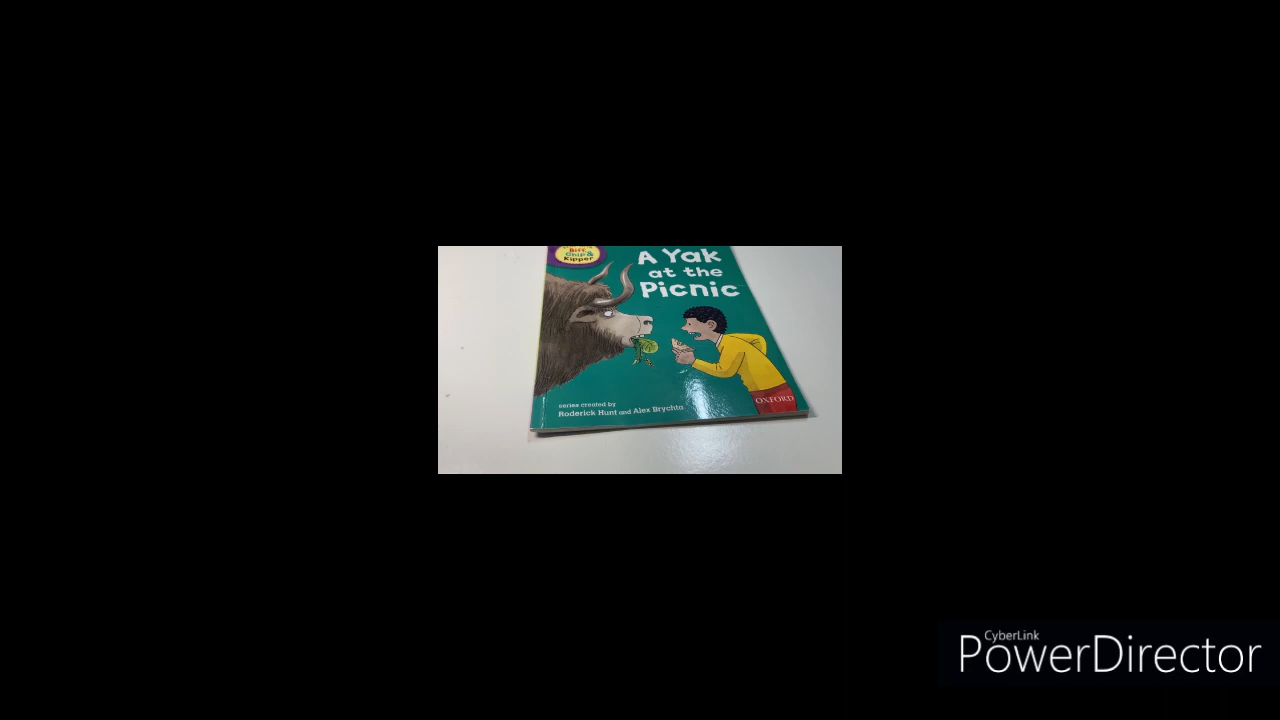 Biff,
Chip &
Kipper
A Yak
at the
Picnic
series created by
Roderick Hunt and Alex Brychta
OXFORD
CyberLink
PowerDirector